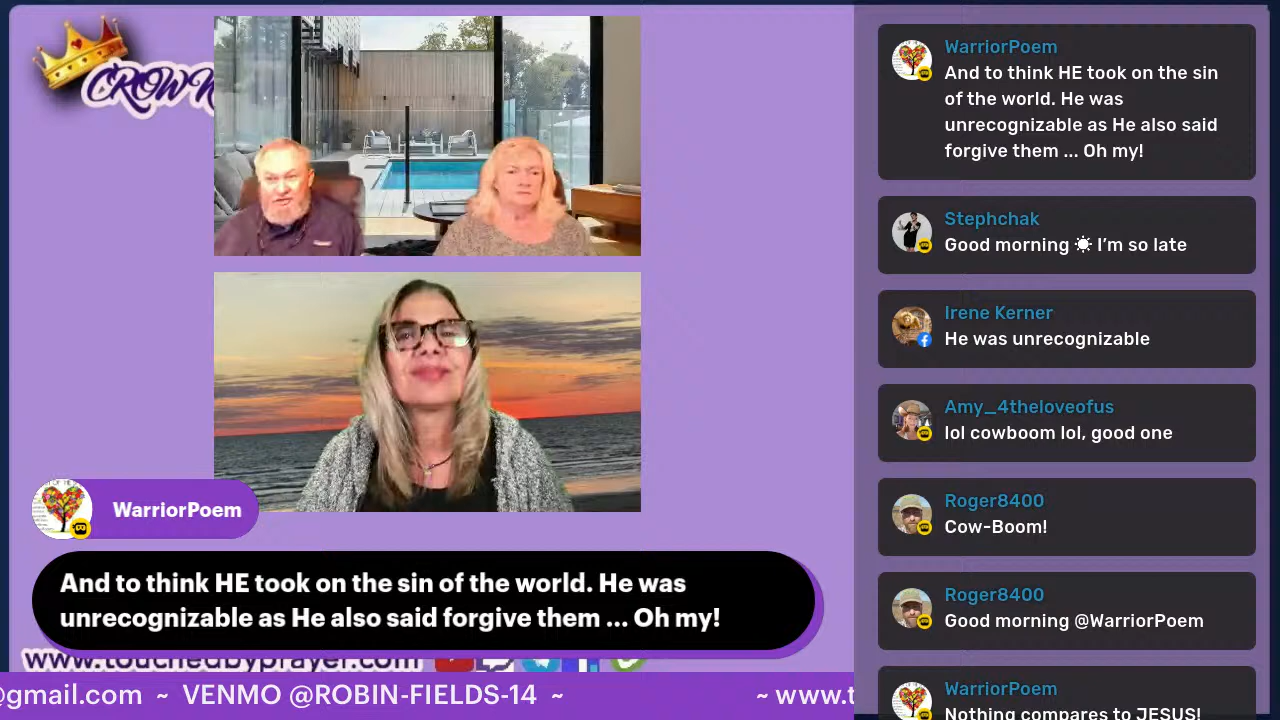 CROWN
WarriorPoem
And to think HE took on the sin of the world. He was
unrecognizable as He also said forgive them ... Oh my!
www.touchedbyprayer.com
@gmail.com ~ VENMO @ROBIN-FIELDS-14 ~ ~ www.t
WarriorPoem
And to think HE took on the sin
of the world. He was
unrecognizable as He also said
forgive them ... Oh my!
Stephchak
Good morning ☀ I’m so late
Irene Kerner
He was unrecognizable
Amy_4theloveofus
lol cowboom lol, good one
Roger8400
Cow-Boom!
Roger8400
Good morning @WarriorPoem
WarriorPoem
Nothing compares to JESUS!